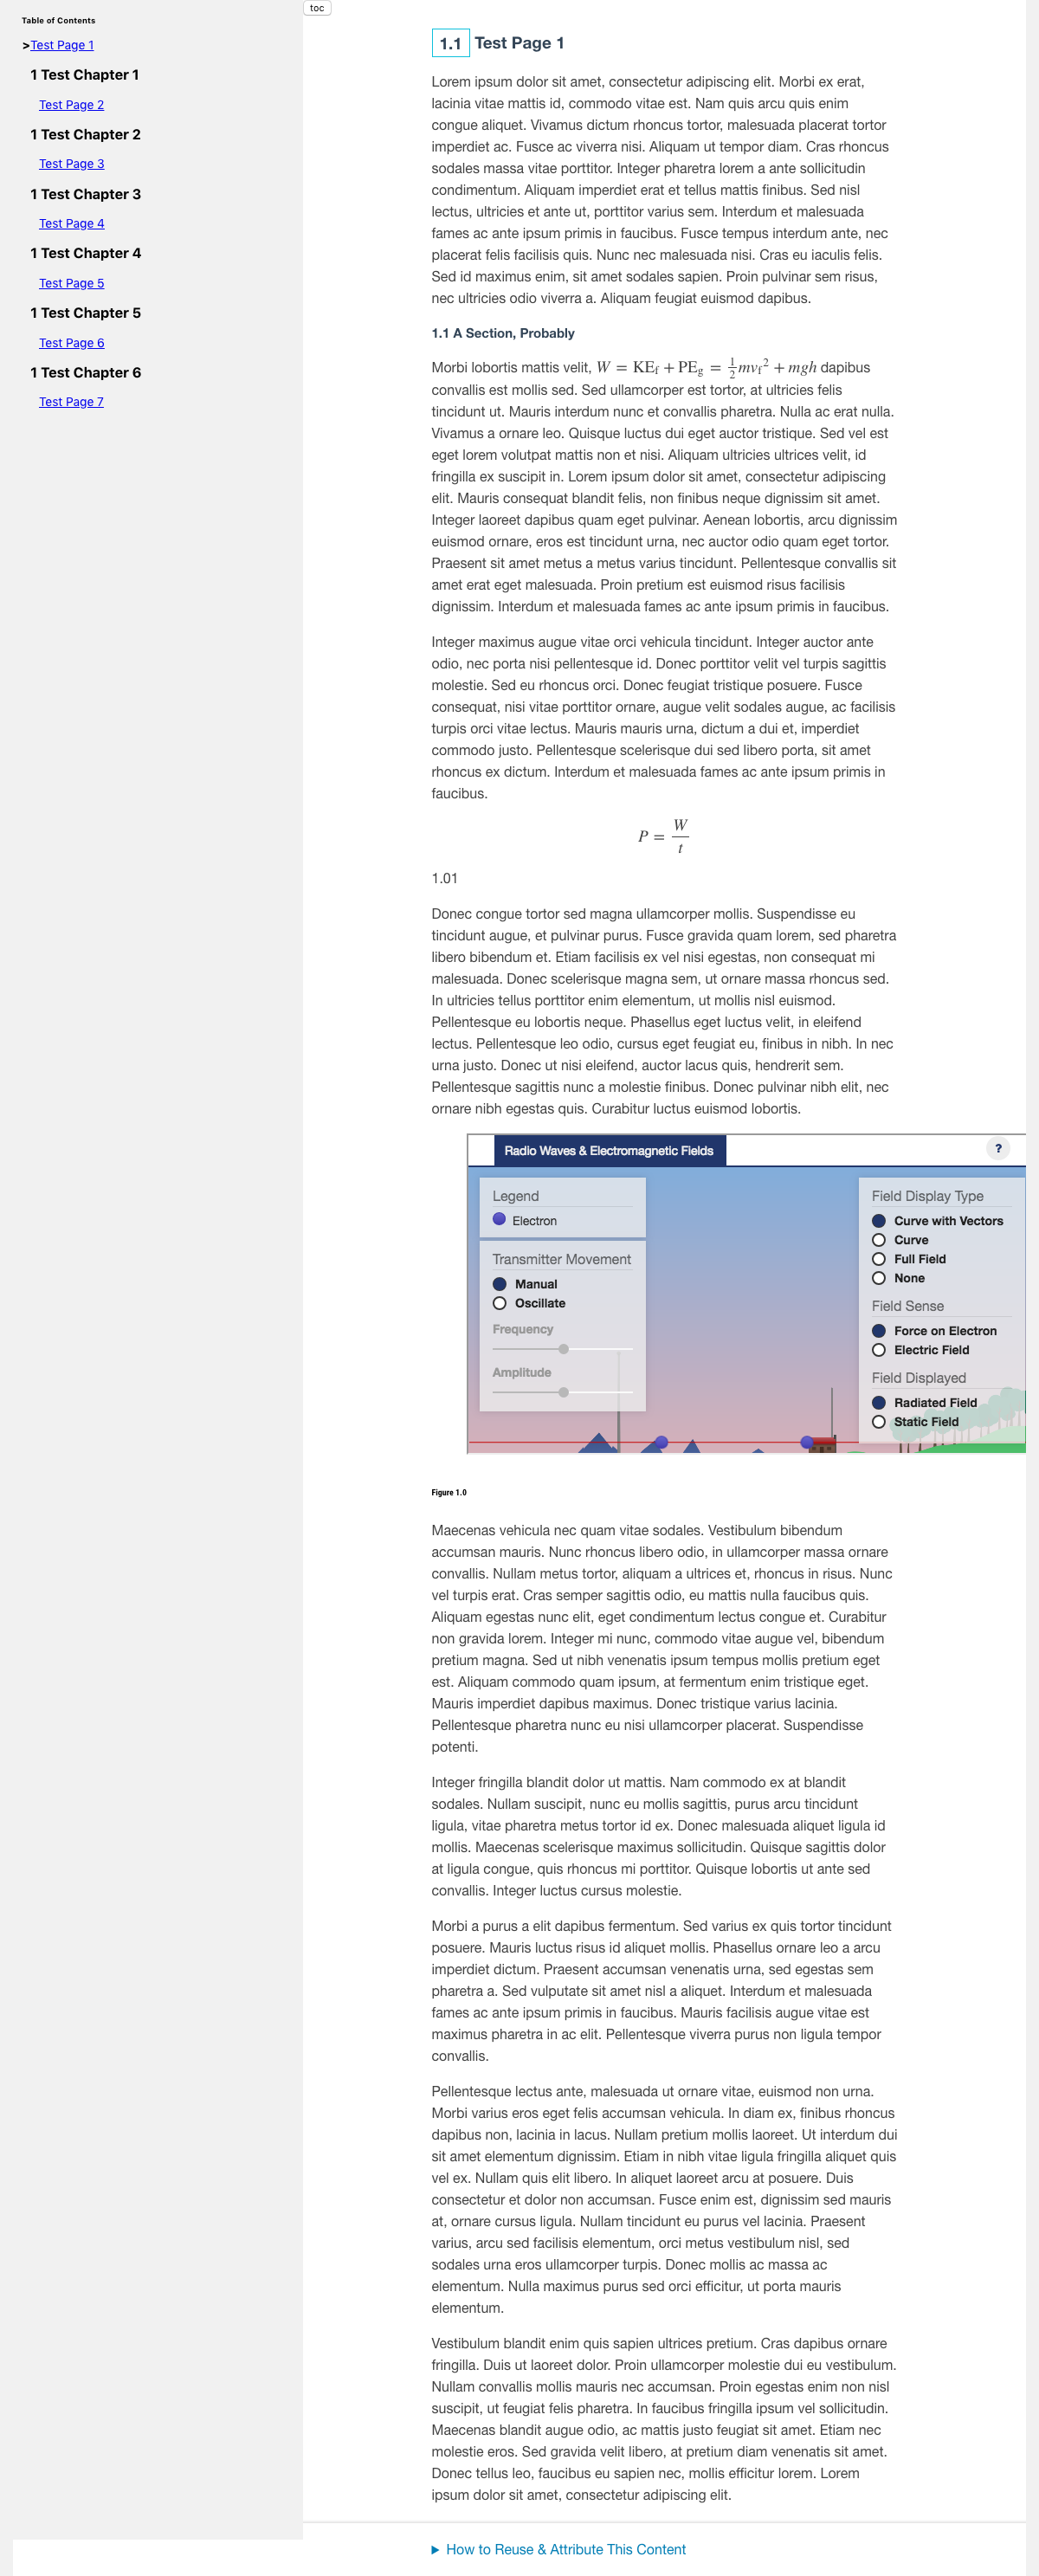 Table of Contents
>Test Page 1
1 Test Chapter 1
Test Page 2
1 Test Chapter 2
Test Page 3
1 Test Chapter 3
Test Page 4
1 Test Chapter 4
Test Page 5
1 Test Chapter 5
Test Page 6
1 Test Chapter 6
Test Page 7
toc
1.1 Test Page 1
Lorem ipsum dolor sit amet, consectetur adipiscing elit. Morbi ex erat,
lacinia vitae mattis id, commodo vitae est. Nam quis arcu quis enim
congue aliquet. Vivamus dictum rhoncus tortor, malesuada placerat tortor
imperdiet ac. Fusce ac viverra nisi. Aliquam ut tempor diam. Cras rhoncus
sodales massa vitae porttitor. Integer pharetra lorem a ante sollicitudin
condimentum. Aliquam imperdiet erat et tellus mattis finibus. Sed nisl
lectus, ultricies et ante ut, porttitor varius sem. Interdum et malesuada
fames ac ante ipsum primis in faucibus. Fusce tempus interdum ante, nec
placerat felis facilisis quis. Nunc nec malesuada nisi. Cras eu iaculis felis.
Sed id maximus enim, sit amet sodales sapien. Proin pulvinar sem risus,
nec ultricies odio viverra a. Aliquam feugiat euismod dapibus.
1.1 A Section, Probably
Morbi lobortis mattis velit, W = KE_f + PE_g = 1/2 mv_f² + mgh dapibus
convallis est mollis sed. Sed ullamcorper est tortor, at ultricies felis
tincidunt ut. Mauris interdum nunc et convallis pharetra. Nulla ac erat nulla.
Vivamus a ornare leo. Quisque luctus dui eget auctor tristique. Sed vel est
eget lorem volutpat mattis non et nisi. Aliquam ultricies ultrices velit, id
fringilla ex suscipit in. Lorem ipsum dolor sit amet, consectetur adipiscing
elit. Mauris consequat blandit felis, non finibus neque dignissim sit amet.
Integer laoreet dapibus quam eget pulvinar. Aenean lobortis, arcu dignissim
euismod ornare, eros est tincidunt urna, nec auctor odio quam eget tortor.
Praesent sit amet metus a metus varius tincidunt. Pellentesque convallis sit
amet erat eget malesuada. Proin pretium est euismod risus facilisis
dignissim. Interdum et malesuada fames ac ante ipsum primis in faucibus.
Integer maximus augue vitae orci vehicula tincidunt. Integer auctor ante
odio, nec porta nisi pellentesque id. Donec porttitor velit vel turpis sagittis
molestie. Sed eu rhoncus orci. Donec feugiat tristique posuere. Fusce
consequat, nisi vitae porttitor ornare, augue velit sodales augue, ac facilisis
turpis orci vitae lectus. Mauris mauris urna, dictum a dui et, imperdiet
commodo justo. Pellentesque scelerisque dui sed libero porta, sit amet
rhoncus ex dictum. Interdum et malesuada fames ac ante ipsum primis in
faucibus.
P = W/t
1.01
Donec congue tortor sed magna ullamcorper mollis. Suspendisse eu
tincidunt augue, et pulvinar purus. Fusce gravida quam lorem, sed pharetra
libero bibendum et. Etiam facilisis ex vel nisi egestas, non consequat mi
malesuada. Donec scelerisque magna sem, ut ornare massa rhoncus sed.
In ultricies tellus porttitor enim elementum, ut mollis nisl euismod.
Pellentesque eu lobortis neque. Phasellus eget luctus velit, in eleifend
lectus. Pellentesque leo odio, cursus eget feugiat eu, finibus in nibh. In nec
urna justo. Donec ut nisi eleifend, auctor lacus quis, hendrerit sem.
Pellentesque sagittis nunc a molestie finibus. Donec pulvinar nibh elit, nec
ornare nibh egestas quis. Curabitur luctus euismod lobortis.
Radio Waves & Electromagnetic Fields
?
Legend
Electron
Transmitter Movement
Manual
Oscillate
Frequency
Amplitude
Field Display Type
Curve with Vectors
Curve
Full Field
None
Field Sense
Force on Electron
Electric Field
Field Displayed
Radiated Field
Static Field
Figure 1.0
Maecenas vehicula nec quam vitae sodales. Vestibulum bibendum
accumsan mauris. Nunc rhoncus libero odio, in ullamcorper massa ornare
convallis. Nullam metus tortor, aliquam a ultrices et, rhoncus in risus. Nunc
vel turpis erat. Cras semper sagittis odio, eu mattis nulla faucibus quis.
Aliquam egestas nunc elit, eget condimentum lectus congue et. Curabitur
non gravida lorem. Integer mi nunc, commodo vitae augue vel, bibendum
pretium magna. Sed ut nibh venenatis ipsum tempus mollis pretium eget
est. Aliquam commodo quam ipsum, at fermentum enim tristique eget.
Mauris imperdiet dapibus maximus. Donec tristique varius lacinia.
Pellentesque pharetra nunc eu nisi ullamcorper placerat. Suspendisse
potenti.
Integer fringilla blandit dolor ut mattis. Nam commodo ex at blandit
sodales. Nullam suscipit, nunc eu mollis sagittis, purus arcu tincidunt
ligula, vitae pharetra metus tortor id ex. Donec malesuada aliquet ligula id
mollis. Maecenas scelerisque maximus sollicitudin. Quisque sagittis dolor
at ligula congue, quis rhoncus mi porttitor. Quisque lobortis ut ante sed
convallis. Integer luctus cursus molestie.
Morbi a purus a elit dapibus fermentum. Sed varius ex quis tortor tincidunt
posuere. Mauris luctus risus id aliquet mollis. Phasellus ornare leo a arcu
imperdiet dictum. Praesent accumsan venenatis urna, sed egestas sem
pharetra a. Sed vulputate sit amet nisl a aliquet. Interdum et malesuada
fames ac ante ipsum primis in faucibus. Mauris facilisis augue vitae est
maximus pharetra in ac elit. Pellentesque viverra purus non ligula tempor
convallis.
Pellentesque lectus ante, malesuada ut ornare vitae, euismod non urna.
Morbi varius eros eget felis accumsan vehicula. In diam ex, finibus rhoncus
dapibus non, lacinia in lacus. Nullam pretium mollis laoreet. Ut interdum dui
sit amet elementum dignissim. Etiam in nibh vitae ligula fringilla aliquet quis
vel ex. Nullam quis elit libero. In aliquet laoreet arcu at posuere. Duis
consectetur et dolor non accumsan. Fusce enim est, dignissim sed mauris
at, ornare cursus ligula. Nullam tincidunt eu purus vel lacinia. Praesent
varius, arcu sed facilisis elementum, orci metus vestibulum nisl, sed
sodales urna eros ullamcorper turpis. Donec mollis ac massa ac
elementum. Nulla maximus purus sed orci efficitur, ut porta mauris
elementum.
Vestibulum blandit enim quis sapien ultrices pretium. Cras dapibus ornare
fringilla. Duis ut laoreet dolor. Proin ullamcorper molestie dui eu vestibulum.
Nullam convallis mollis mauris nec accumsan. Proin egestas enim non nisl
suscipit, ut feugiat felis pharetra. In faucibus fringilla ipsum vel sollicitudin.
Maecenas blandit augue odio, ac mattis justo feugiat sit amet. Etiam nec
molestie eros. Sed gravida velit libero, at pretium diam venenatis sit amet.
Donec tellus leo, faucibus eu sapien nec, mollis efficitur lorem. Lorem
ipsum dolor sit amet, consectetur adipiscing elit.
How to Reuse & Attribute This Content